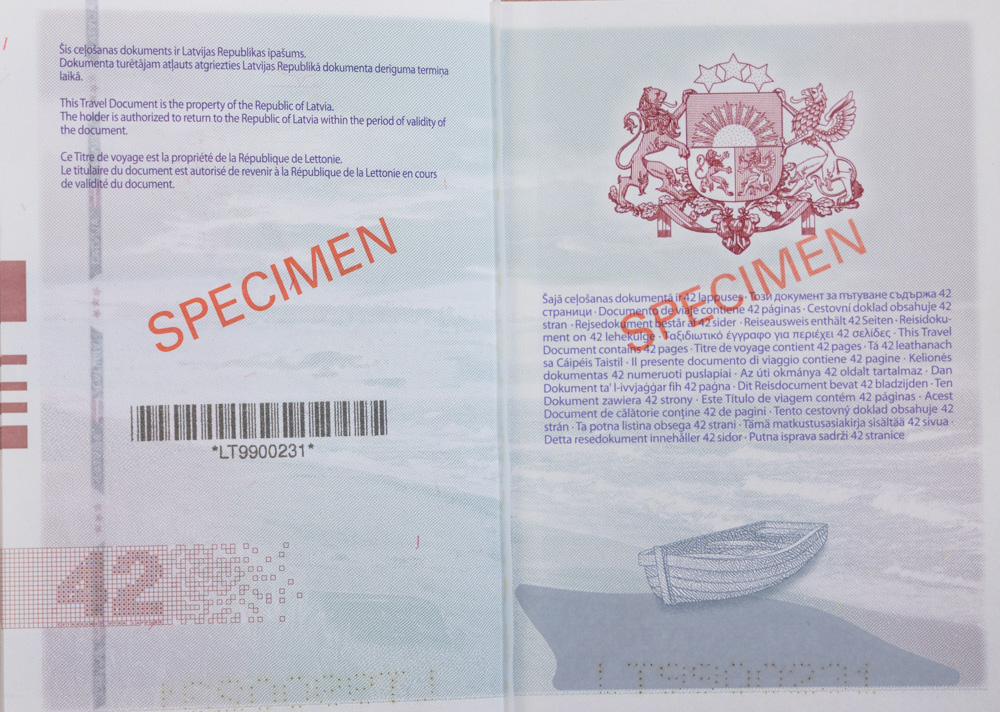 Šis ceļošanas dokuments ir Latvijas Republikas īpašums.
Dokumenta turētājam atļauts atgriezties Latvijas Republikā dokumenta derīguma termiņa
laikā.
This Travel Document is the property of the Republic of Latvia.
The holder is authorized to return to the Republic of Latvia within the period of validity of
the document.
Ce Titre de voyage est la propriété de la République de Lettonie.
Le titulaire du document est autorisé de revenir à la République de la Lettonie en cours
de validité du document.
SPECIMEN
*LT9900231*
42
SPECIMEN
Šajā ceļošanas dokumentā ir 42 lappuses · Този документ за пътуване съдържа 42
страници · Documento de viaje contiene 42 páginas · Cestovní doklad obsahuje 42
stran · Rejsedokument består af 42 sider · Reiseausweis enthält 42 Seiten · Reisidoku-
ment on 42 lehekülge · Ταξιδιωτικό έγγραφο για περιέχει 42 σελίδες · This Travel
Document contains 42 pages · Titre de voyage contient 42 pages · Tá 42 leathanach
sa Cáipéis Taistil · Il presente documento di viaggio contiene 42 pagine · Kelionės
dokumentas 42 numeruoti puslapiai · Az úti okmánya 42 oldalt tartalmaz · Dan
Dokument ta' l-ivvjaġġar fih 42 paġna · Dit Reisdocument bevat 42 bladzijden · Ten
Dokument zawiera 42 strony · Este Título de viagem contém 42 páginas · Acest
Document de călătorie conține 42 de pagini · Tento cestovný doklad obsahuje 42
strán · Ta potna listina obsega 42 strani · Tämä matkustusasiakirja sisältää 42 sivua ·
Detta resedokument innehåller 42 sidor · Putna isprava sadrži 42 stranice
LT9900231